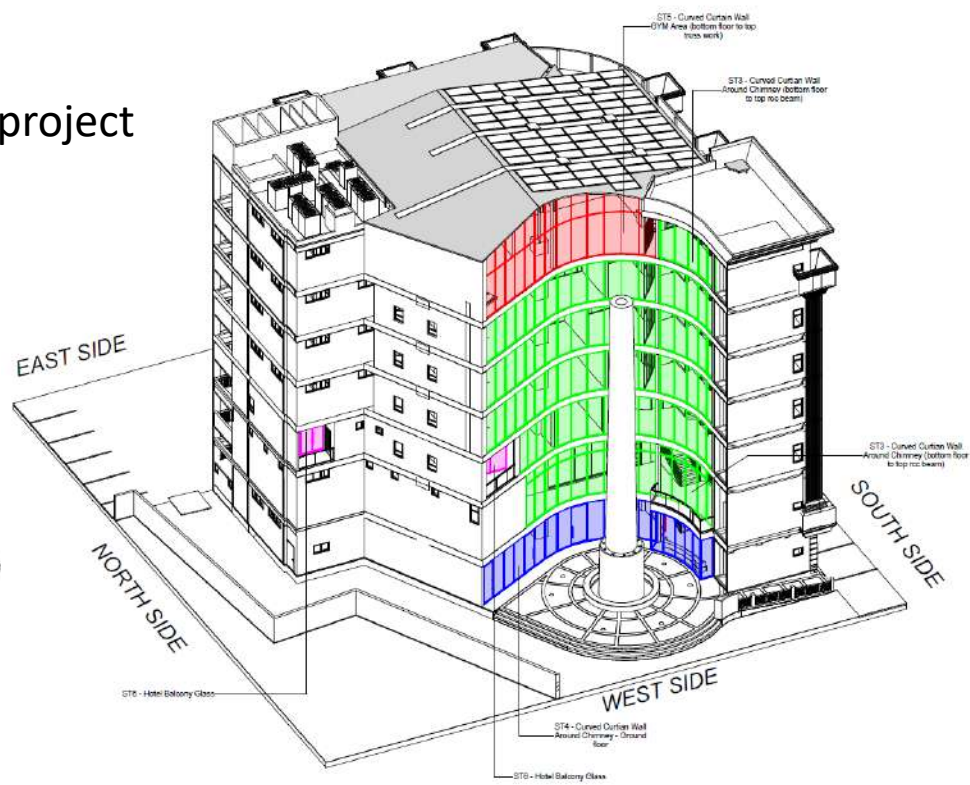 ST5 - Curved Curtain Wall
GYM Area (bottom floor to top
truss work)
ST3 - Curved Curtian Wall
Around Chimney (bottom floor
to top rcc beam)
project
EAST SIDE
ST3 - Curved Curtian Wall
Around Chimney (bottom floor
to top rcc beam)
SOUTH SIDE
NORTH SIDE
WEST SIDE
ST6 - Hotel Balcony Glass
ST4 - Curved Curtian Wall
Around Chimney - Ground
floor
ST6 - Hotel Balcony Glass